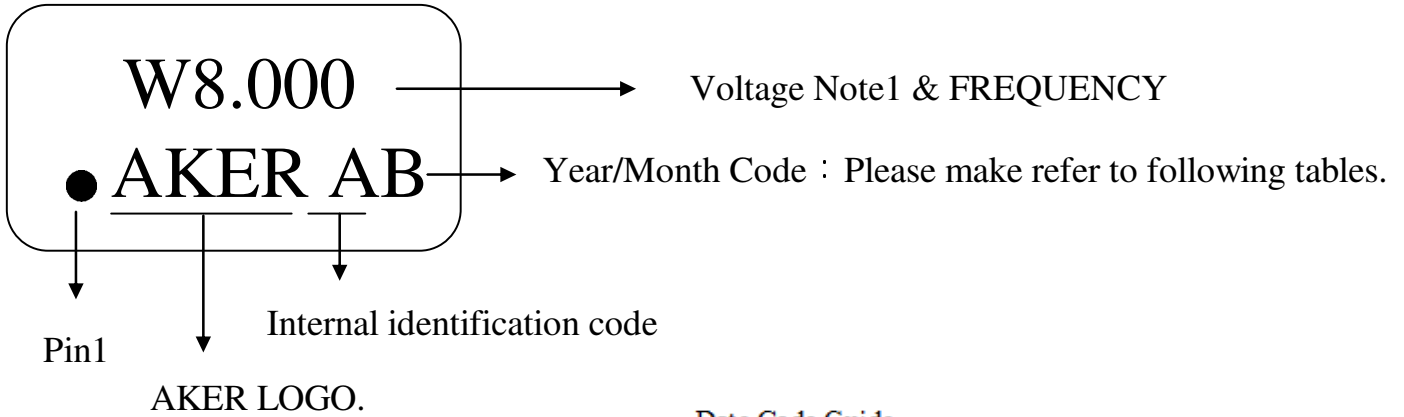 W8.000
Voltage Note1 & FREQUENCY
AKER AB
Year/Month Code：Please make refer to following tables.
Internal identification code
Pin1
AKER LOGO.